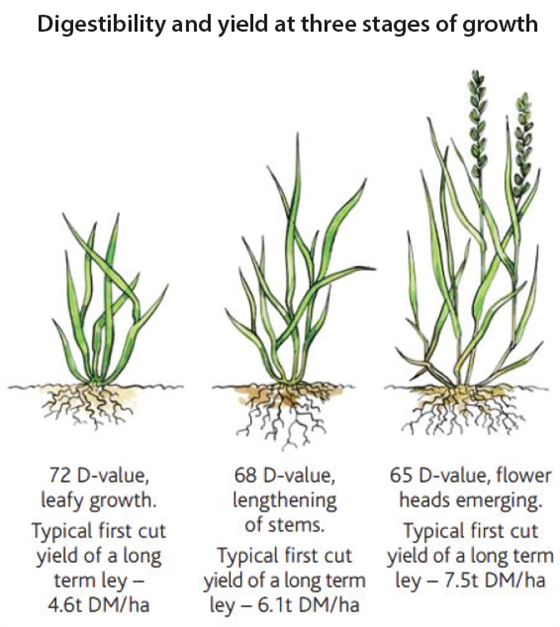 Digestibility and yield at three stages of growth
72 D-value,
leafy growth.
Typical first cut
yield of a long
term ley –
4.6t DM/ha
68 D-value,
lengthening
of stems.
Typical first cut
yield of a long term
ley – 6.1t DM/ha
65 D-value, flower
heads emerging.
Typical first cut
yield of a long term
ley – 7.5t DM/ha